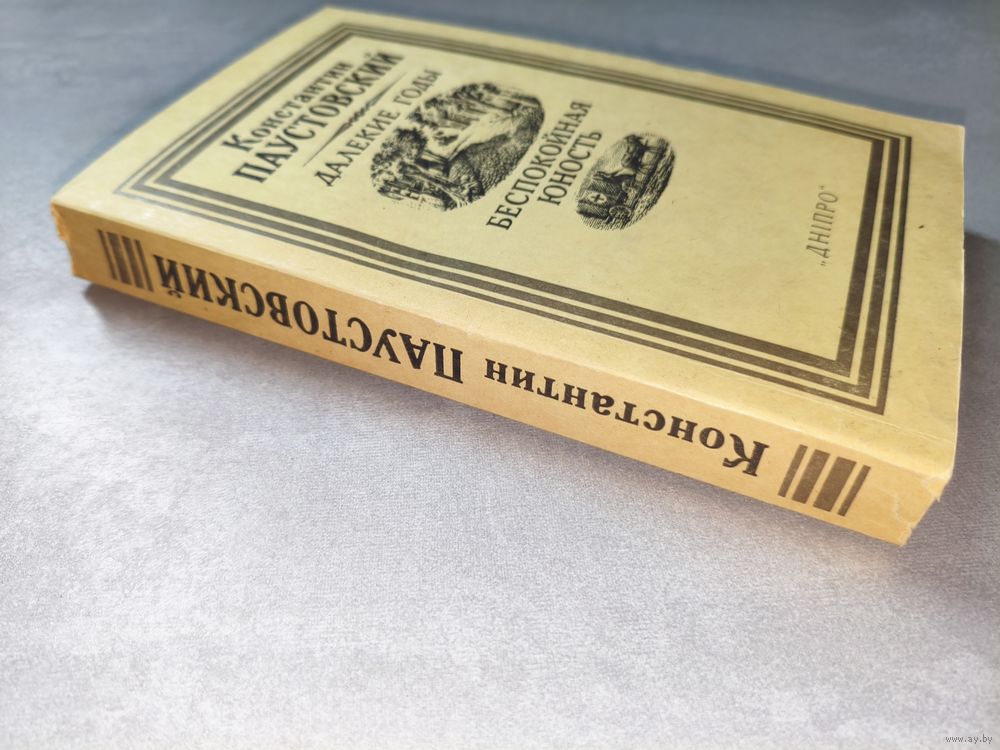 Константин
ПАУСТОВСКИЙ
ДАЛЕКИЕ ГОДЫ
БЕСПОКОЙНАЯ
ЮНОСТЬ
„ДНІПРО“
Константин ПАУСТОВСКИЙ
www.ay.by